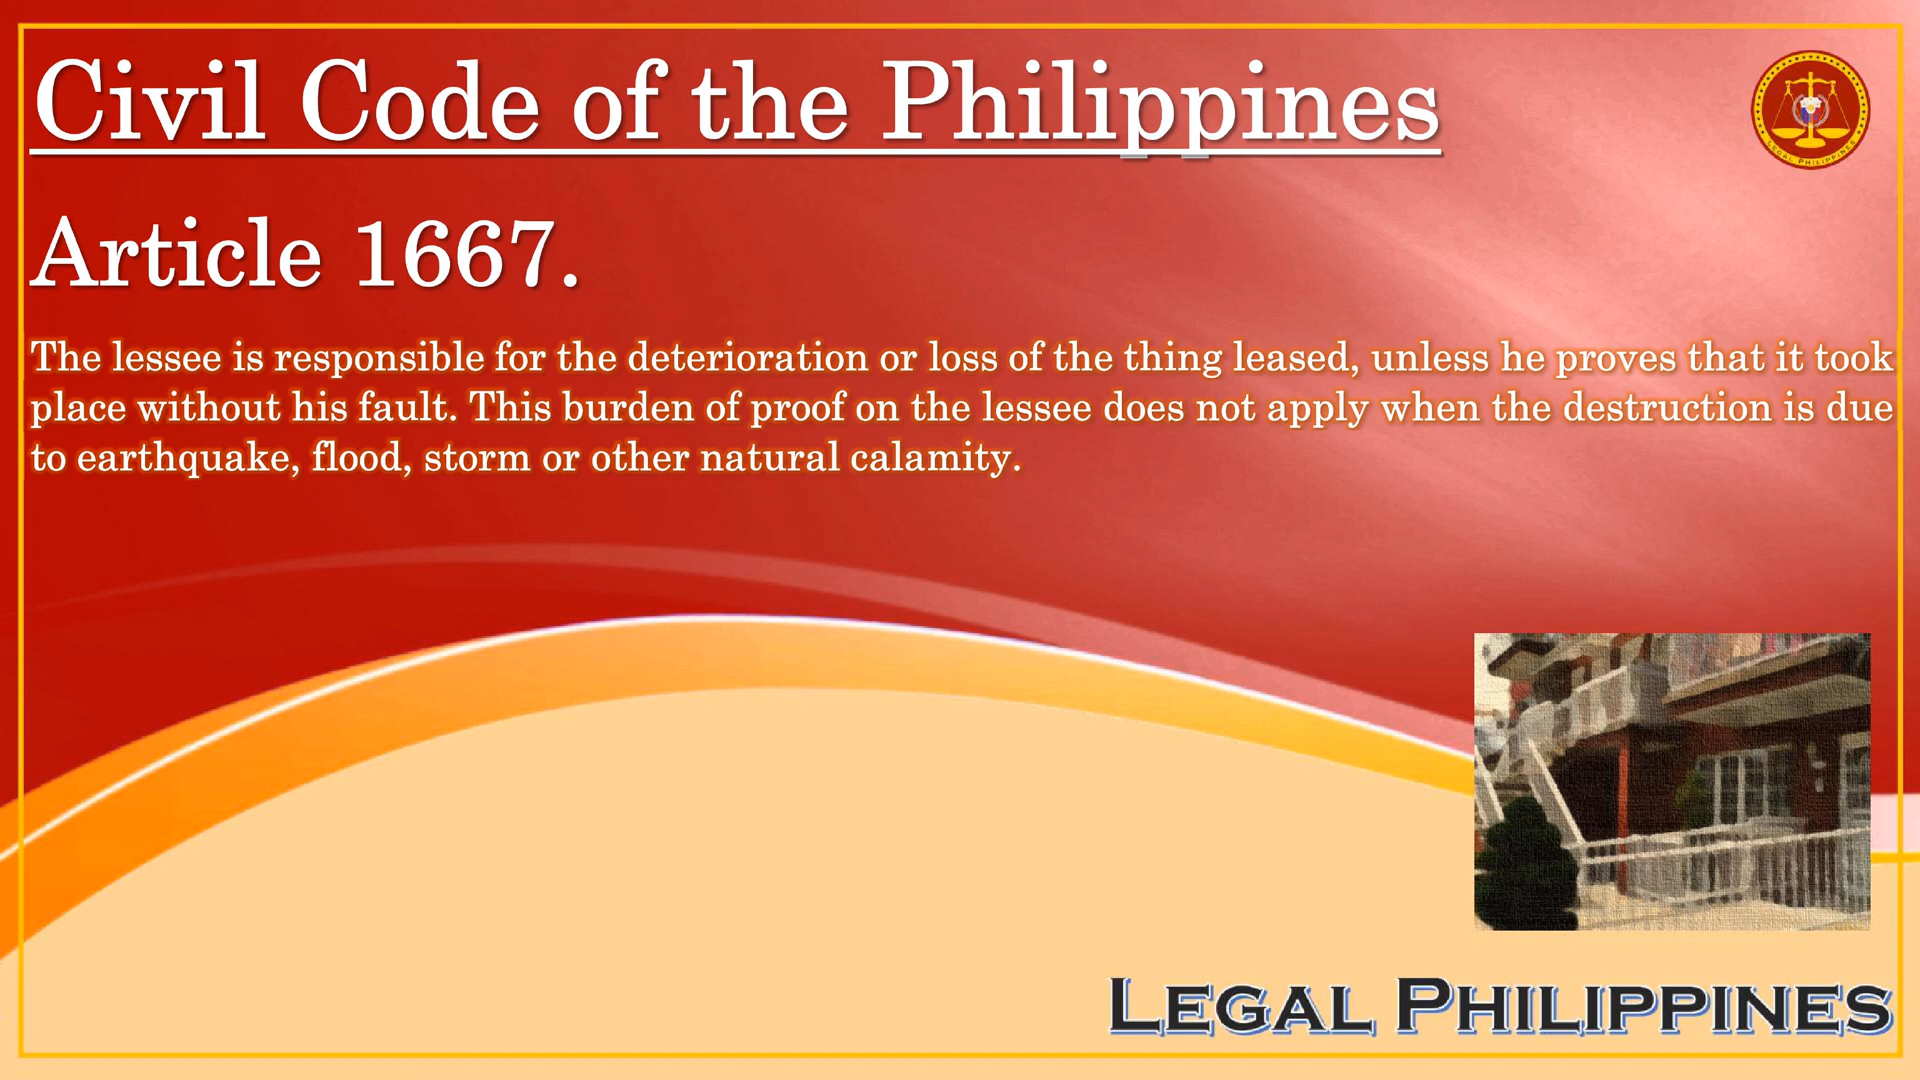 Civil Code of the Philippines
Article 1667.
The lessee is responsible for the deterioration or loss of the thing leased, unless he proves that it took
place without his fault. This burden of proof on the lessee does not apply when the destruction is due
to earthquake, flood, storm or other natural calamity.
LEGAL PHILIPPINES
LEGAL PHILIPPINES